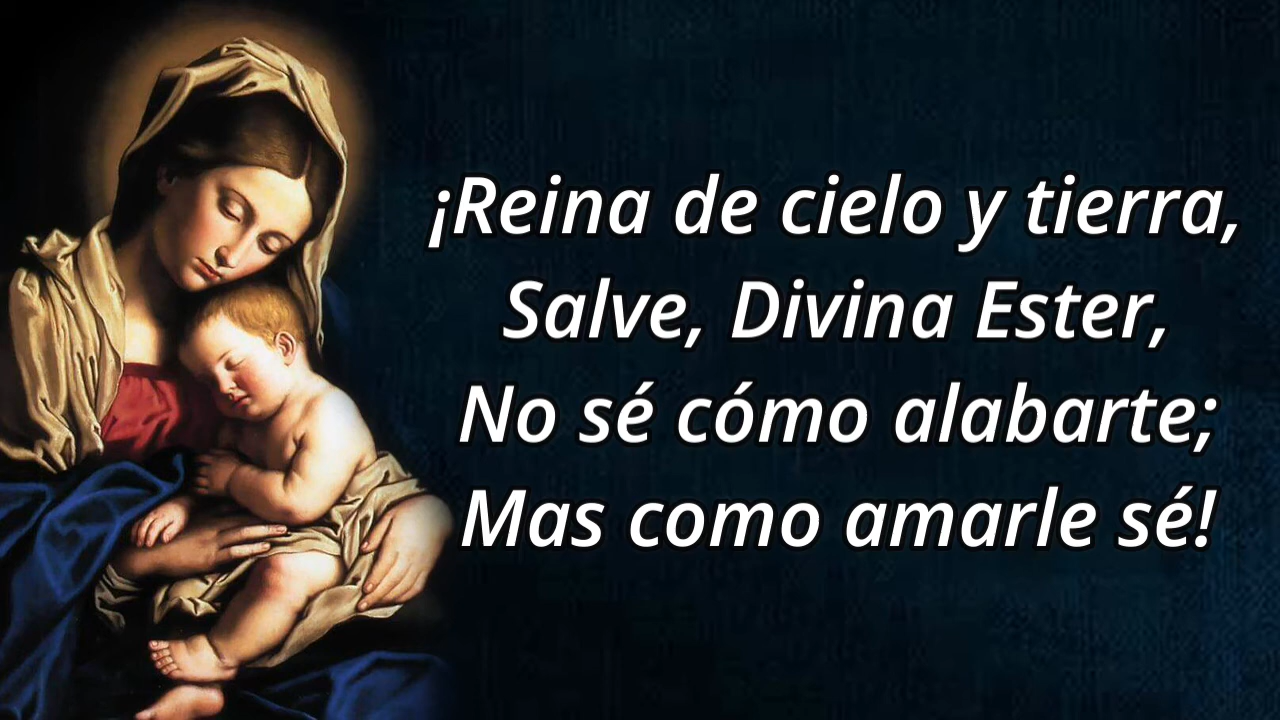 ¡Reina de cielo y tierra,
Salve, Divina Ester,
No sé cómo alabarte;
Mas como amarle sé!